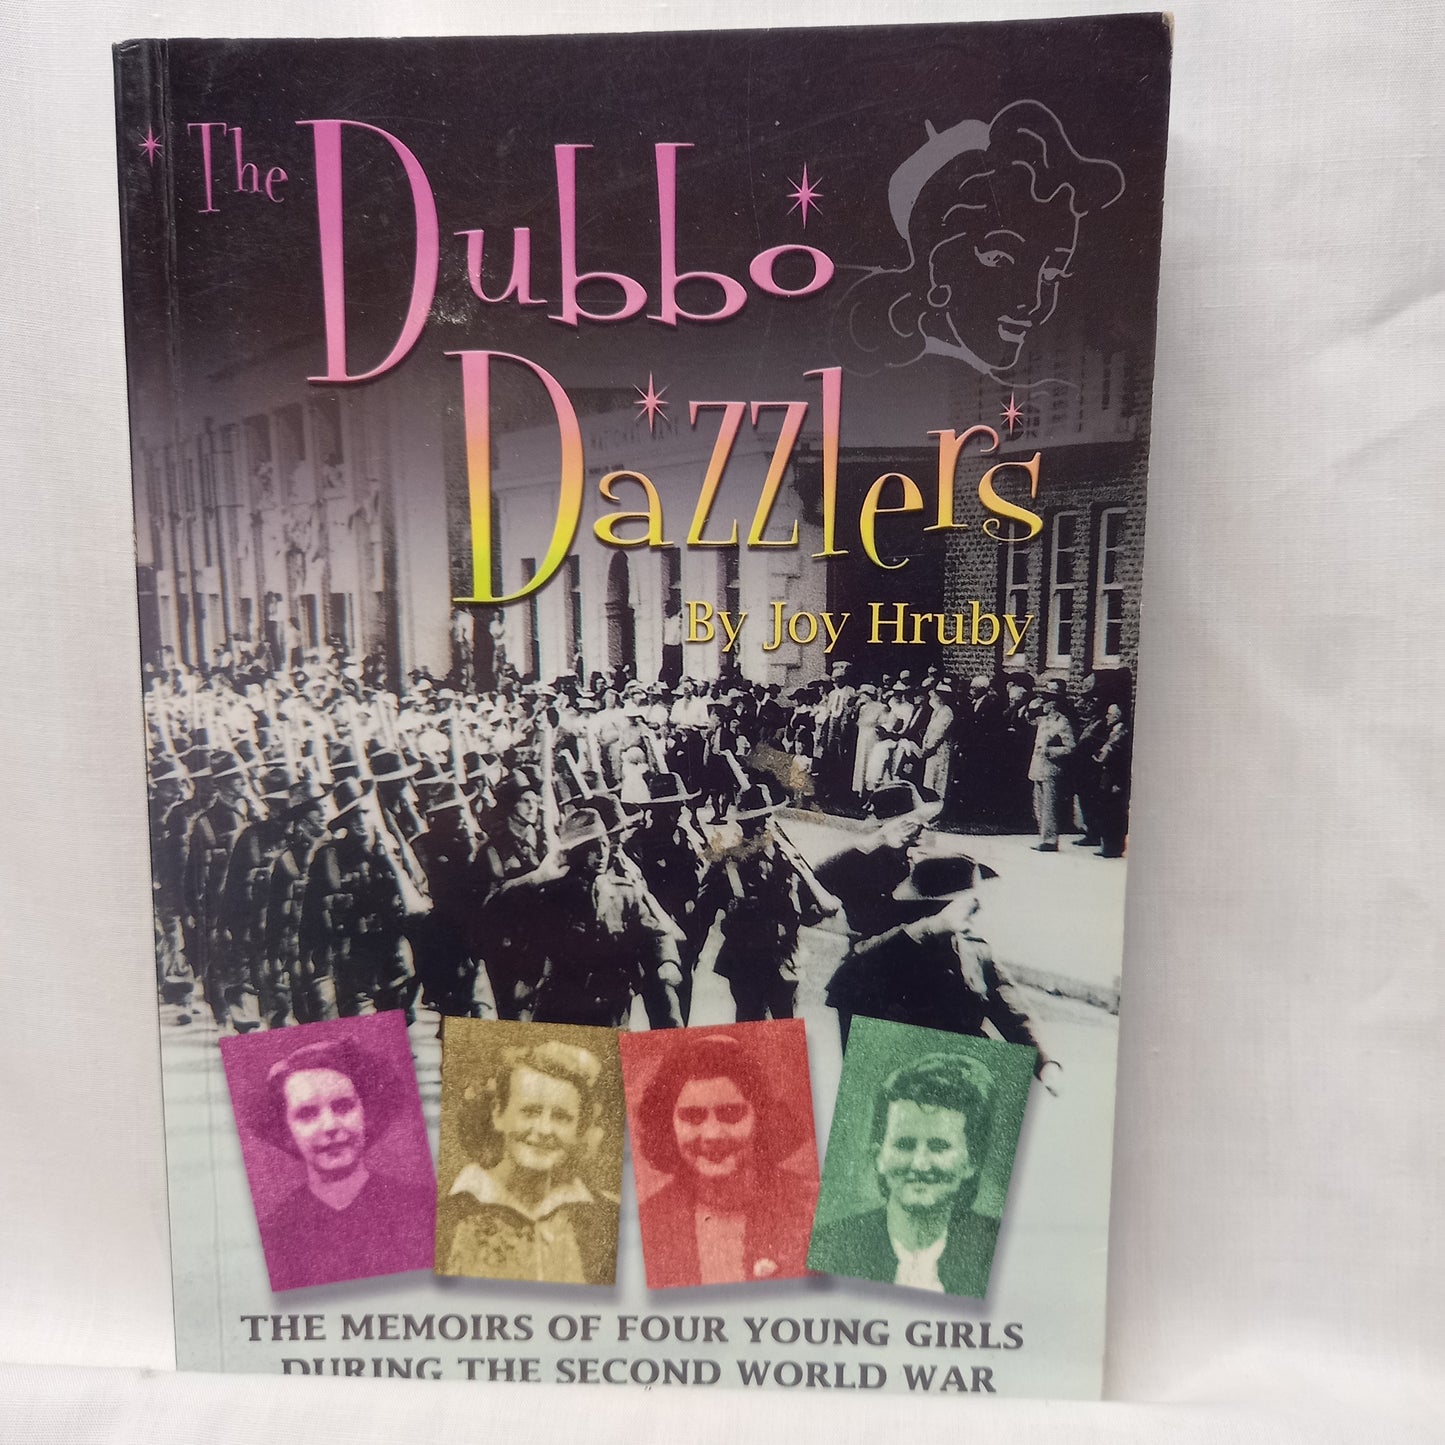 The Dubbo
Dazzlers
By Joy Hruby
THE MEMOIRS OF FOUR YOUNG GIRLS
DURING THE SECOND WORLD WAR